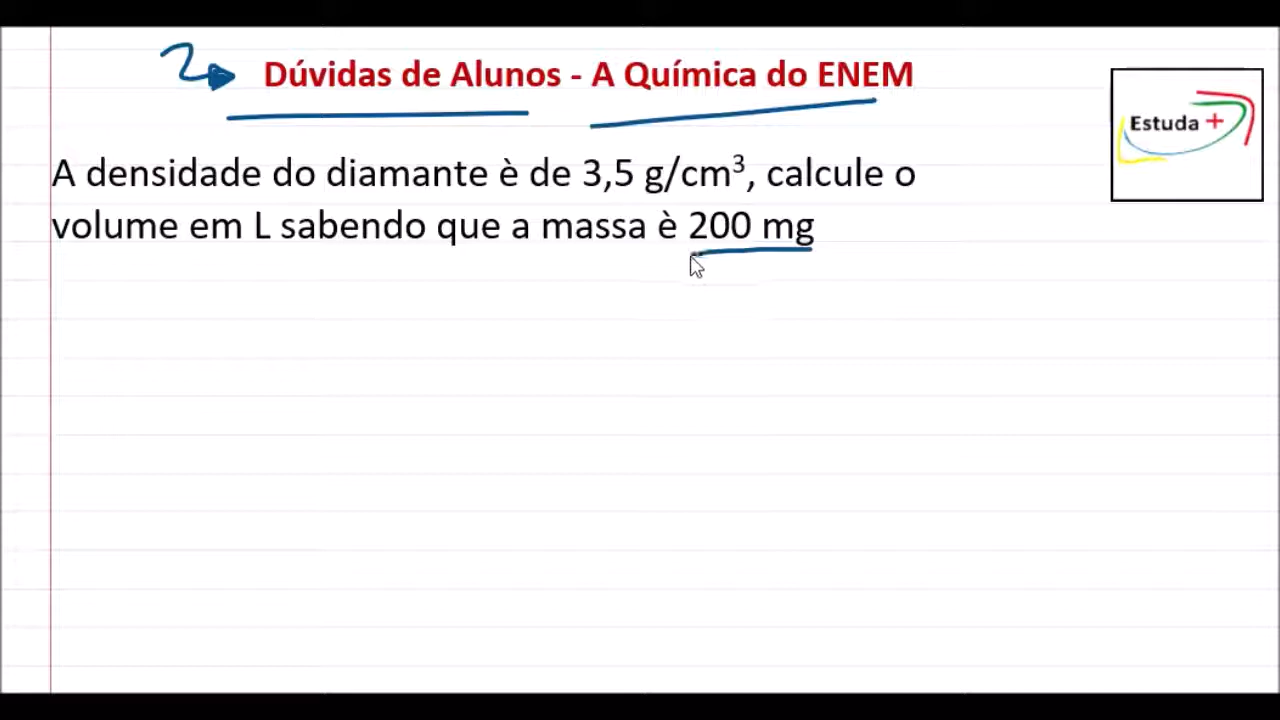 Dúvidas de Alunos - A Química do ENEM
Estuda +
A densidade do diamante è de 3,5 g/cm³, calcule o
volume em L sabendo que a massa è 200 mg